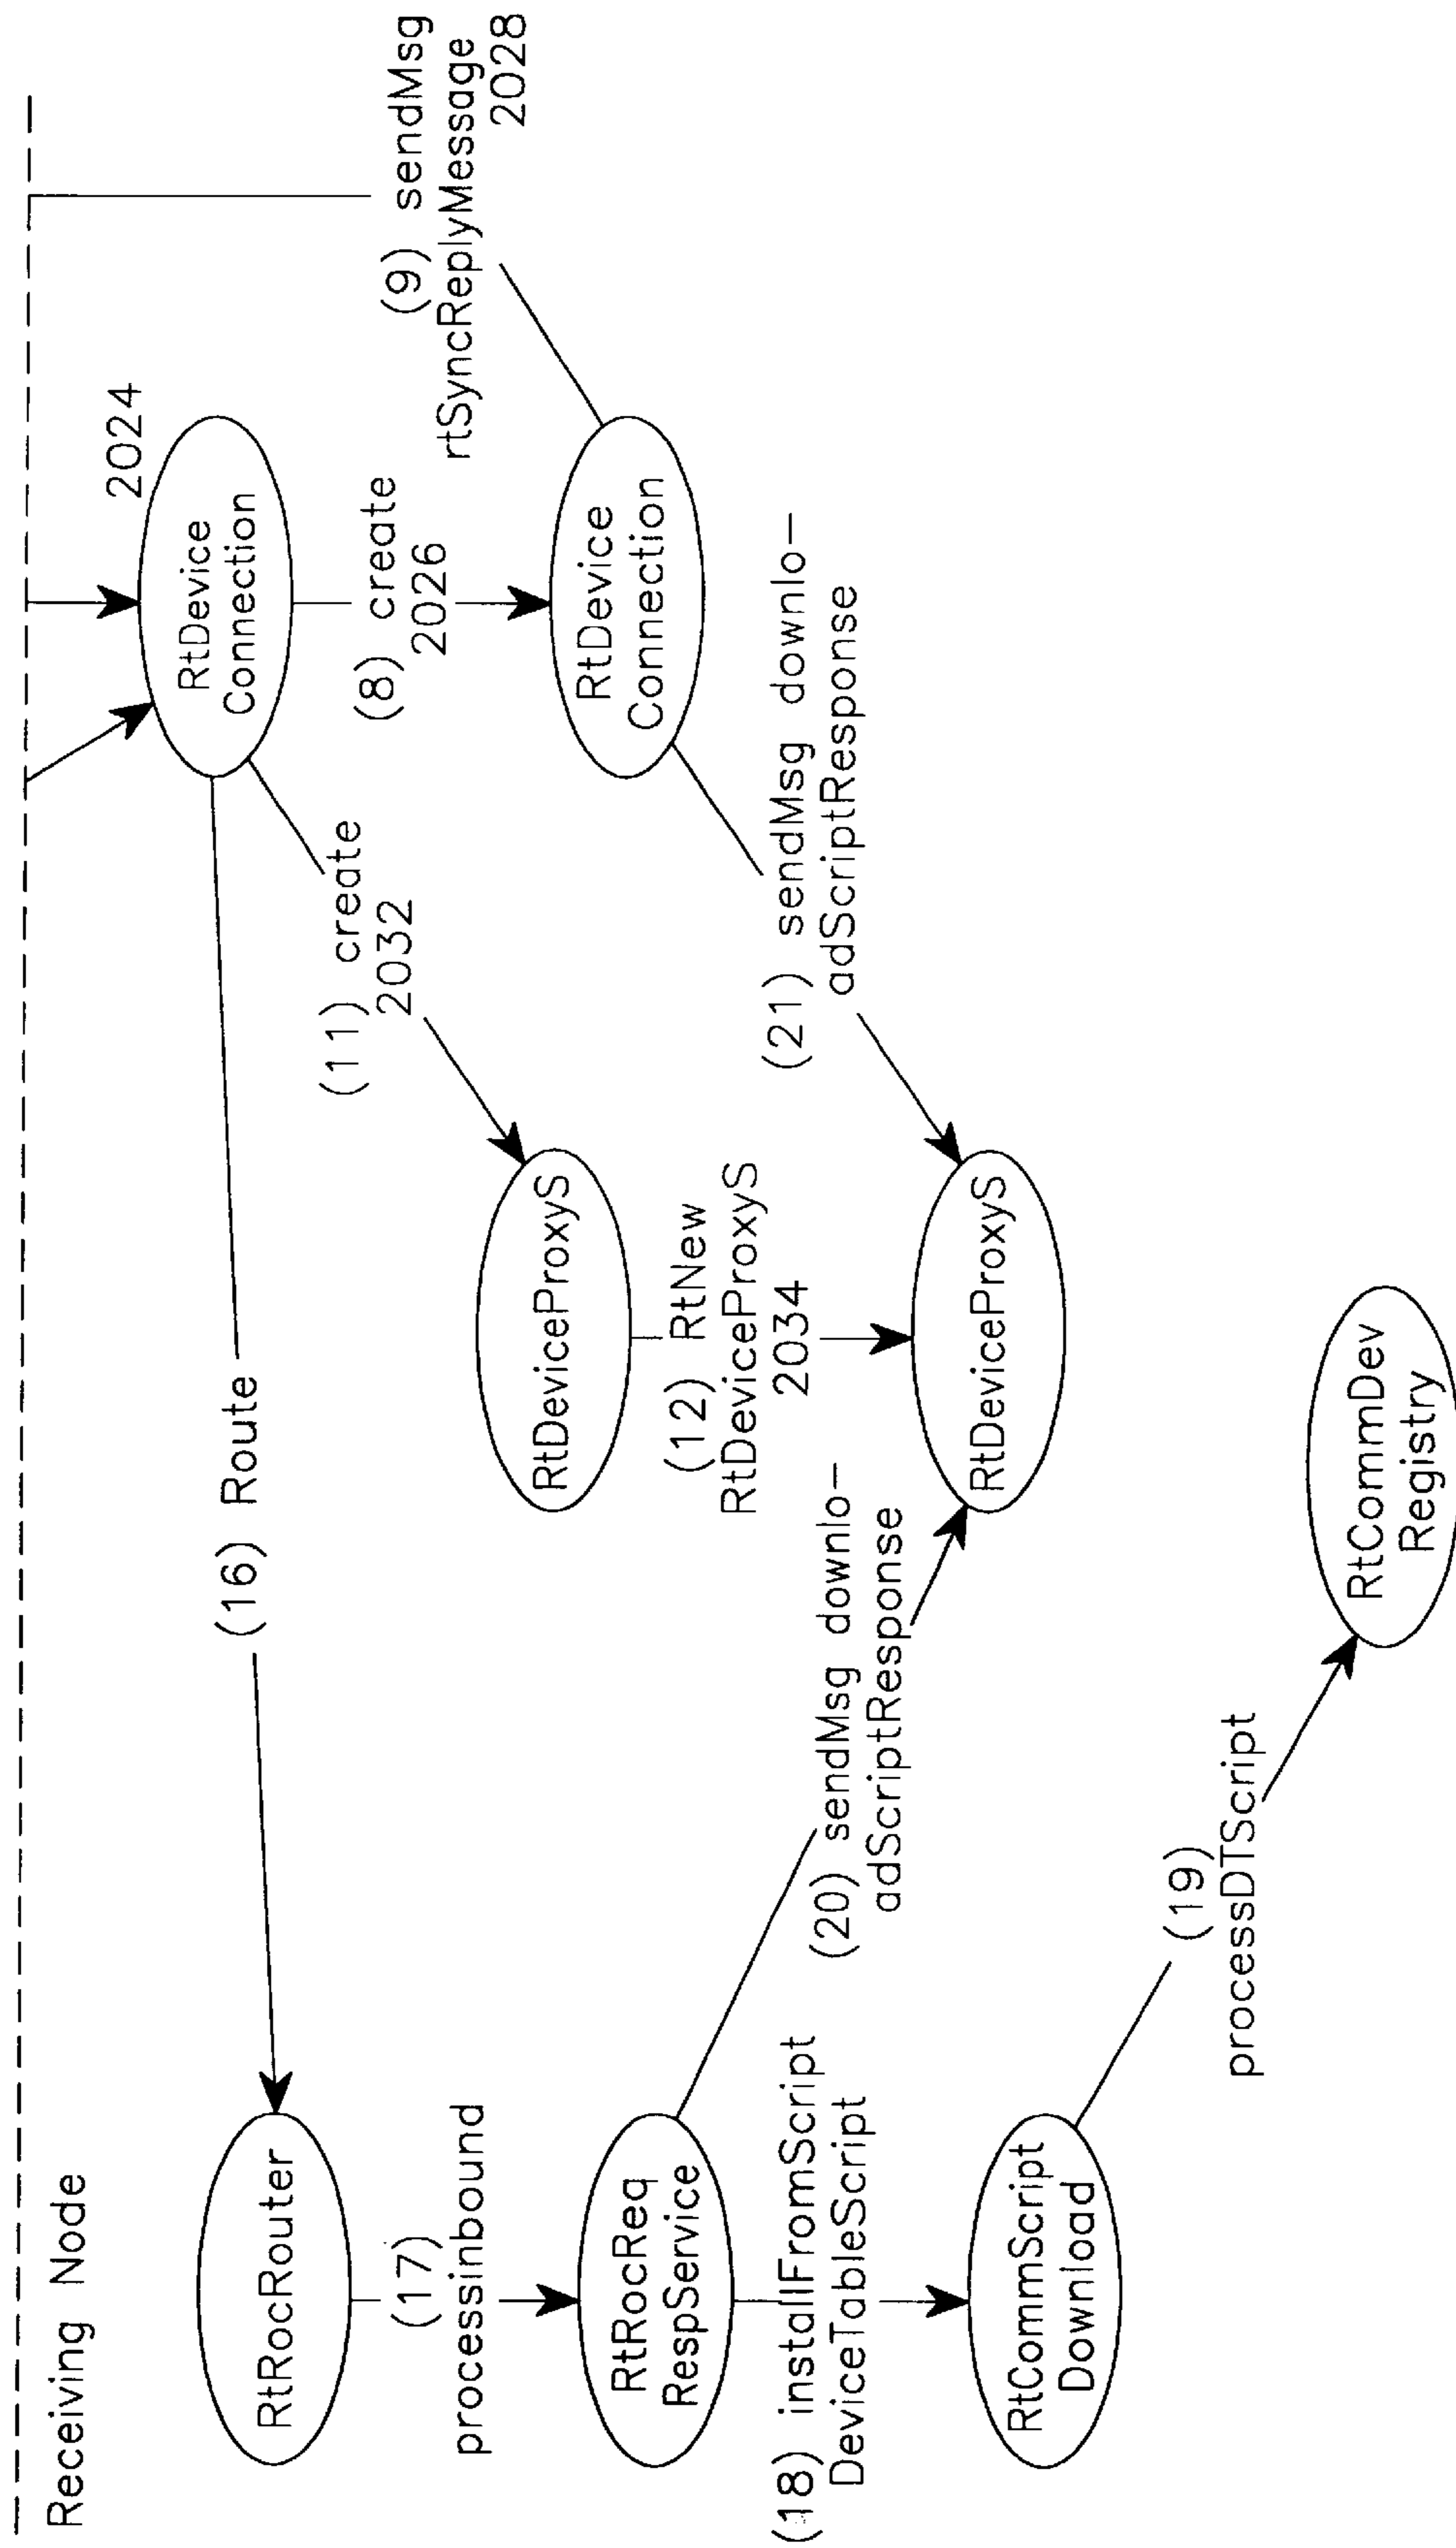 Receiving Node
RtRocRouter
(16) Route
2024
RtDevice
Connection
(17)
processinbound
(11) create
2032
(8) create
2026
(9) sendMsg
rtSyncReplyMessage
2028
RtRocReq
RespService
RtDeviceProxyS
RtDevice
Connection
(18) installFromScript
DeviceTableScript
(20) sendMsg downlo-
adScriptResponse
(12) RtNew
RtDeviceProxyS
2034
(21) sendMsg downlo-
adScriptResponse
RtCommScript
Download
RtDeviceProxyS
(19)
processDTScript
RtCommDev
Registry